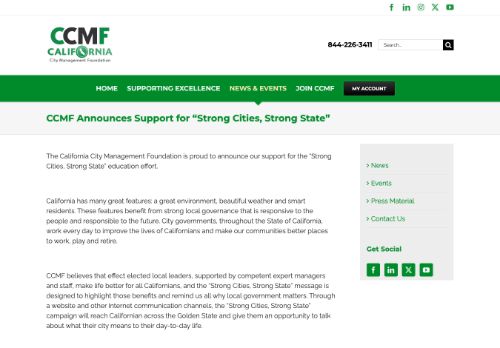 CCMF
CALIFORNIA
City Management Foundation
844-226-3411
Search...
HOME
SUPPORTING EXCELLENCE
NEWS & EVENTS
JOIN CCMF
MY ACCOUNT
CCMF Announces Support for “Strong Cities, Strong State”
The California City Management Foundation is proud to announce our support for the “Strong
Cities, Strong State” education effort.
California has many great features; a great environment, beautiful weather and smart
residents. These features benefit from strong local governance that is responsive to the
people and responsible to the future. City governments, throughout the State of California,
work every day to improve the lives of Californians and make our communities better places
to work, play and retire.
CCMF believes that effect elected local leaders, supported by competent expert managers
and staff, make life better for all Californians, and the “Strong Cities, Strong State” message is
designed to highlight those benefits and remind us all why local government matters. Through
a website and other internet communication channels, the “Strong Cities, Strong State”
campaign will reach Californian across the Golden State and give them an opportunity to talk
about what their city means to their day-to-day life.
> News
> Events
> Press Material
> Contact Us
Get Social